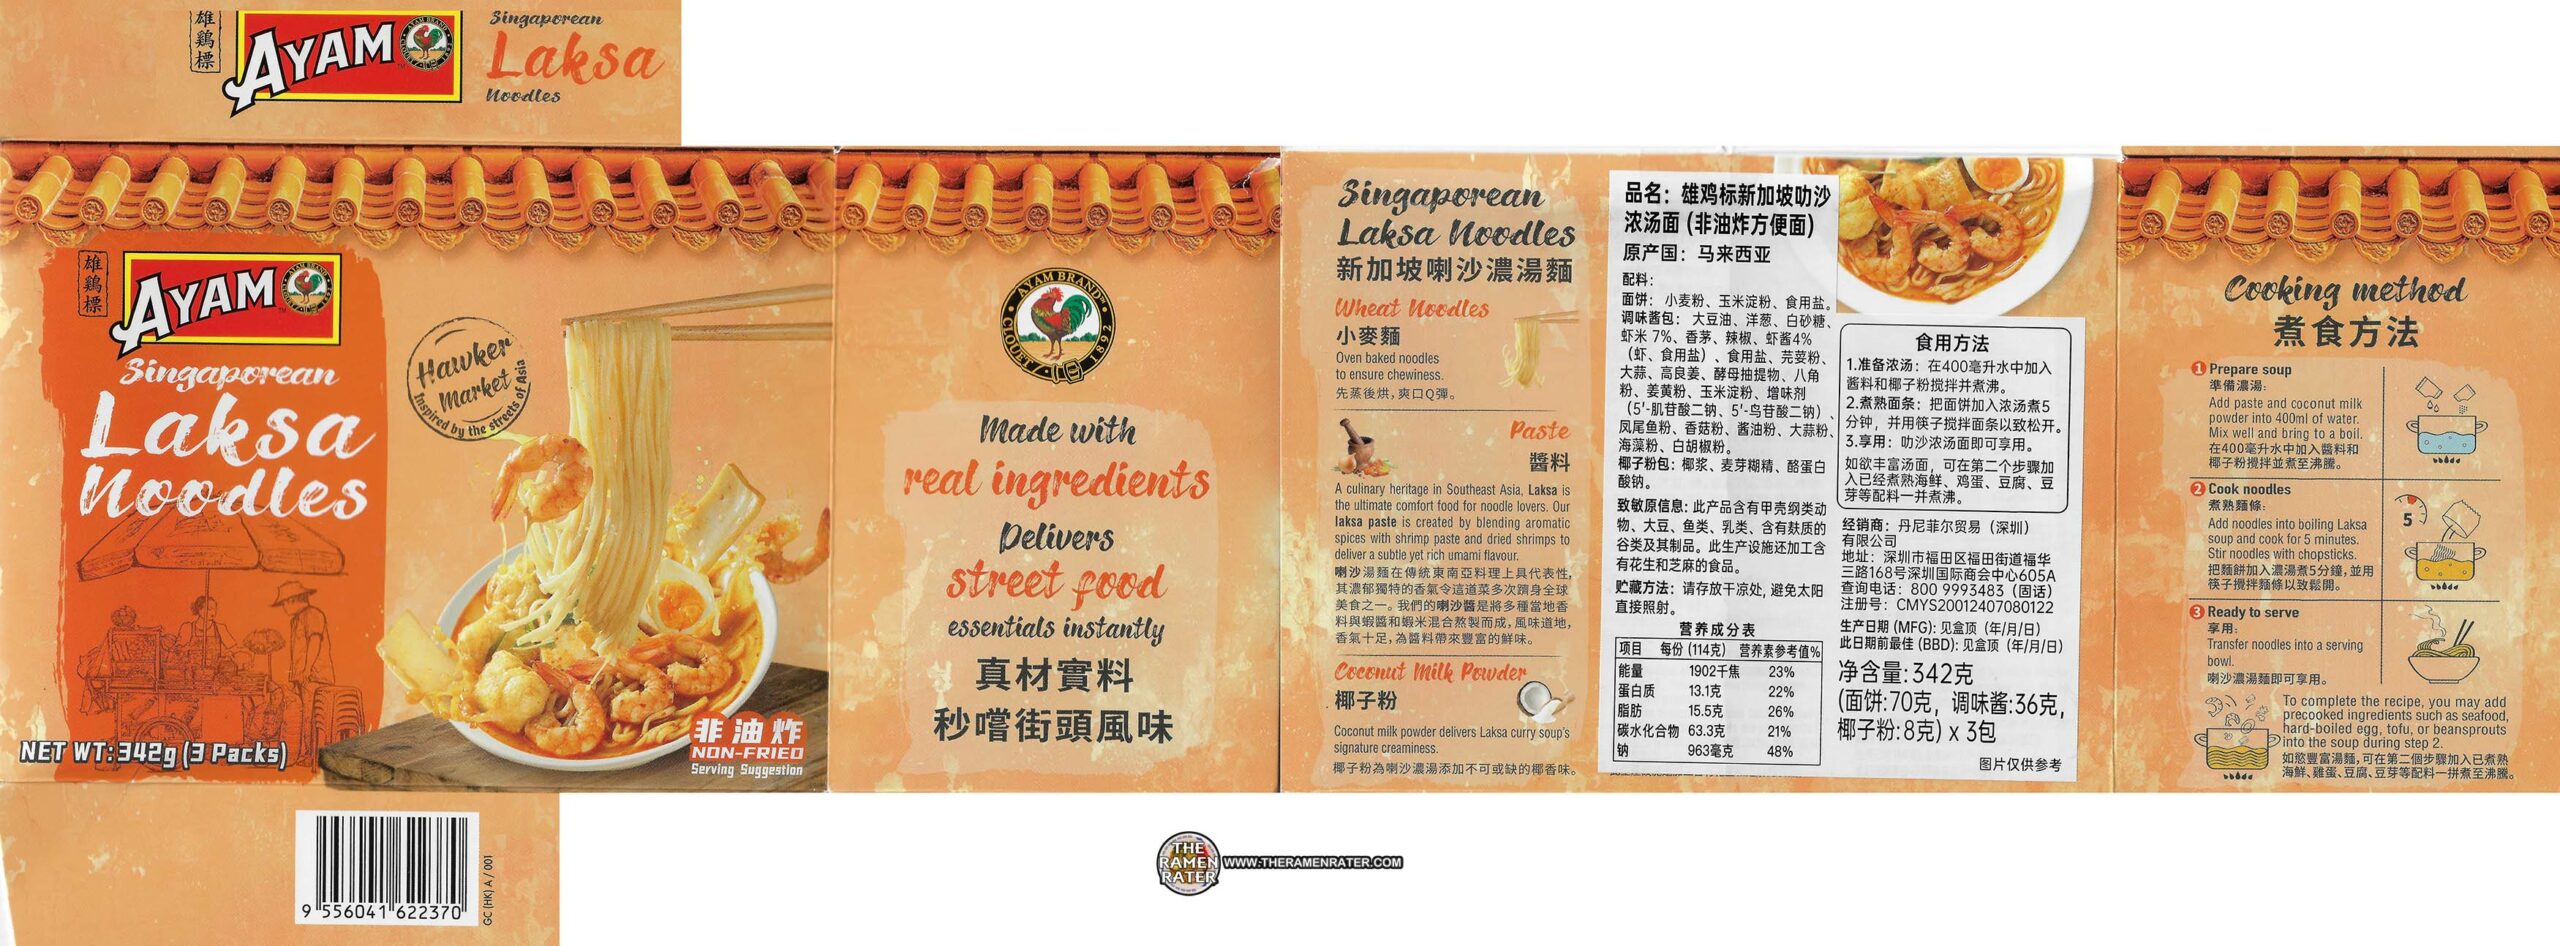 雄鷄標
AYAM
AYAM BRAND
Singaporean
Laksa
Noodles
雄鷄標
AYAM
AYAM BRAND
Singaporean
Laksa
Noodles
Hawker
Market
Inspired by the streets of Asia
NET WT:342g (3 Packs)
非油炸
NON-FRIED
Serving Suggestion
9 556041 622370
GC (HK) A / 001
AYAM BRAND™
CLOUET 1892
Made with
real ingredients
Delivers
street food
essentials instantly
真材實料
秒嚐街頭風味
Singaporean
Laksa Noodles
新加坡喇沙濃湯麵
Wheat Noodles
小麥麵
Oven baked noodles
to ensure chewiness.
先蒸後烘,爽口Q彈。
Paste
醬料
A culinary heritage in Southeast Asia, Laksa is
the ultimate comfort food for noodle lovers. Our
laksa paste is created by blending aromatic
spices with shrimp paste and dried shrimps to
deliver a subtle yet rich umami flavour.
喇沙湯麵在傳統東南亞料理上具代表性,
其濃郁獨特的香氣令這道菜多次躋身全球
美食之一。我們的喇沙醬是將多種當地香
料與蝦醬和蝦米混合熬製而成,風味道地,
香氣十足,為醬料帶來豐富的鮮味。
Coconut Milk Powder
椰子粉
Coconut milk powder delivers Laksa curry soup's
signature creaminess.
椰子粉為喇沙濃湯添加不可或缺的椰香味。
品名：雄鸡标新加坡叻沙
浓汤面 (非油炸方便面)
原产国：马来西亚
配料：
面饼：小麦粉、玉米淀粉、食用盐。
调味酱包：大豆油、洋葱、白砂糖、
虾米 7%、香茅、辣椒、虾酱4%
（虾、食用盐）、食用盐、芫荽粉、
大蒜、高良姜、酵母抽提物、八角
粉、姜黄粉、玉米淀粉、增味剂
（5'-肌苷酸二钠、5'-鸟苷酸二钠）、
凤尾鱼粉、香菇粉、酱油粉、大蒜粉、
海藻粉、白胡椒粉。
椰子粉包：椰浆、麦芽糊精、酪蛋白
酸钠。
致敏原信息：此产品含有甲壳纲类动
物、大豆、鱼类、乳类、含有麸质的
谷类及其制品。此生产设施还加工含
有花生和芝麻的食品。
贮藏方法：请存放干凉处, 避免太阳
直接照射。
营养成分表
项目 每份 (114克) 营养素参考值%
能量 1902千焦 23%
蛋白质 13.1克 22%
脂肪 15.5克 26%
碳水化合物 63.3克 21%
钠 963毫克 48%
食用方法
1.准备浓汤：在400毫升水中加入
酱料和椰子粉搅拌并煮沸。
2.煮熟面条：把面饼加入浓汤煮5
分钟，并用筷子搅拌面条以致松开。
3.享用：叻沙浓汤面即可享用。
如欲丰富汤面，可在第二个步骤加
入已经煮熟海鲜、鸡蛋、豆腐、豆
芽等配料一并煮沸。
经销商：丹尼菲尔贸易（深圳）
有限公司
地址：深圳市福田区福田街道福华
三路168号深圳国际商会中心605A
查询电话：800 9993483（固话）
注册号：CMYS20012407080122
生产日期 (MFG): 见盒顶（年/月/日）
此日期前最佳 (BBD): 见盒顶（年/月/日）
净含量:342克
(面饼:70克，调味酱:36克,
椰子粉:8克) x 3包
图片仅供参考
Cooking method
煮食方法
1 Prepare soup
準備濃湯:
Add paste and coconut milk
powder into 400ml of water.
Mix well and bring to a boil.
在400毫升水中加入醬料和
椰子粉攪拌並煮至沸騰。
2 Cook noodles
煮熟麵條:
Add noodles into boiling Laksa
soup and cook for 5 minutes.
Stir noodles with chopsticks.
把麵餅加入濃湯煮5分鐘,並用
筷子攪拌麵條以致鬆開。
5
3 Ready to serve
享用:
Transfer noodles into a serving
bowl.
喇沙濃湯麵即可享用。
To complete the recipe, you may add
precooked ingredients such as seafood,
hard-boiled egg, tofu, or beansprouts
into the soup during step 2.
如慾豐富湯麵,可在第二個步驟加入已煮熟
海鮮、雞蛋、豆腐、豆芽等配料一拼煮至沸騰。
THE
RAMEN
RATER
WWW.THERAMENRATER.COM